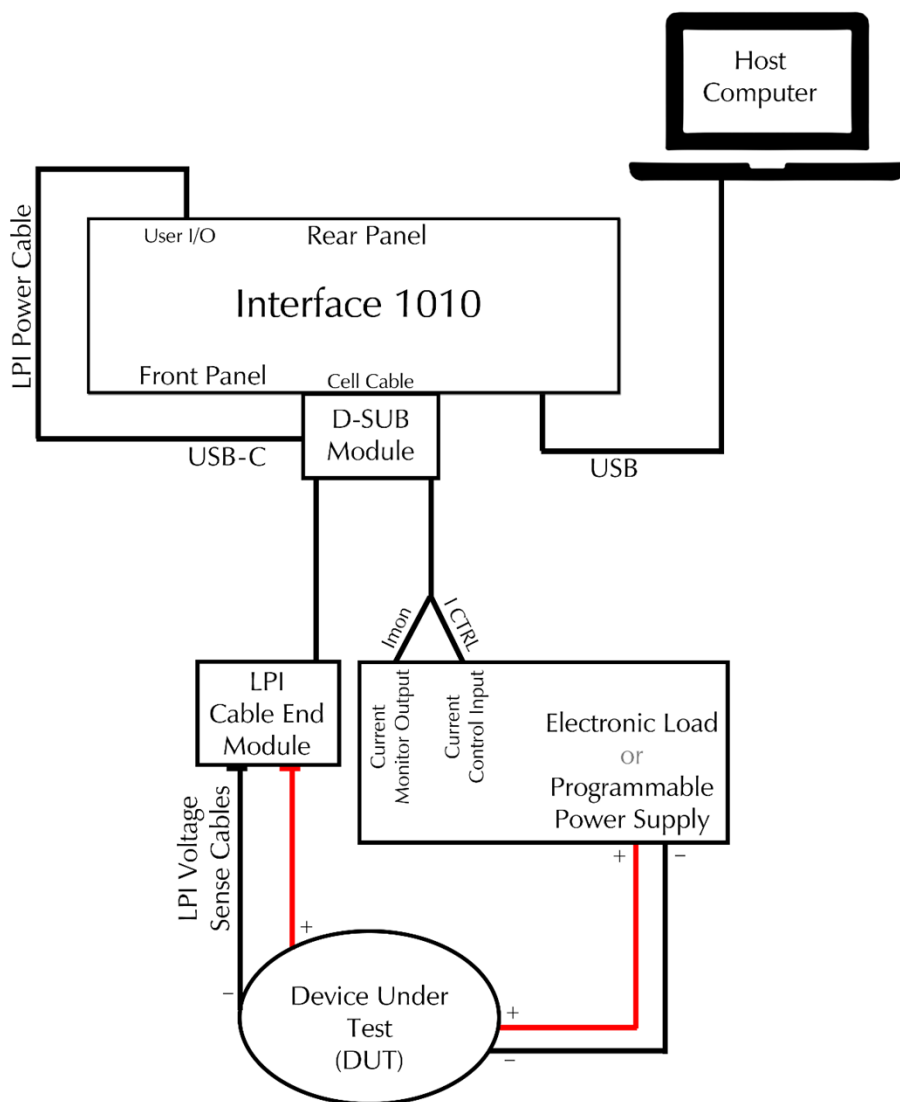 Host
Computer
LPI Power Cable
User I/O
Rear Panel
Interface 1010
Front Panel
Cell Cable
D-SUB
Module
USB-C
USB
Imon
I CTRL
LPI
Cable End
Module
Current
Monitor Output
Current
Control Input
Electronic Load
or
Programmable
Power Supply
LPI Voltage
Sense Cables
+
−
+
−
Device Under
Test
(DUT)
+
−